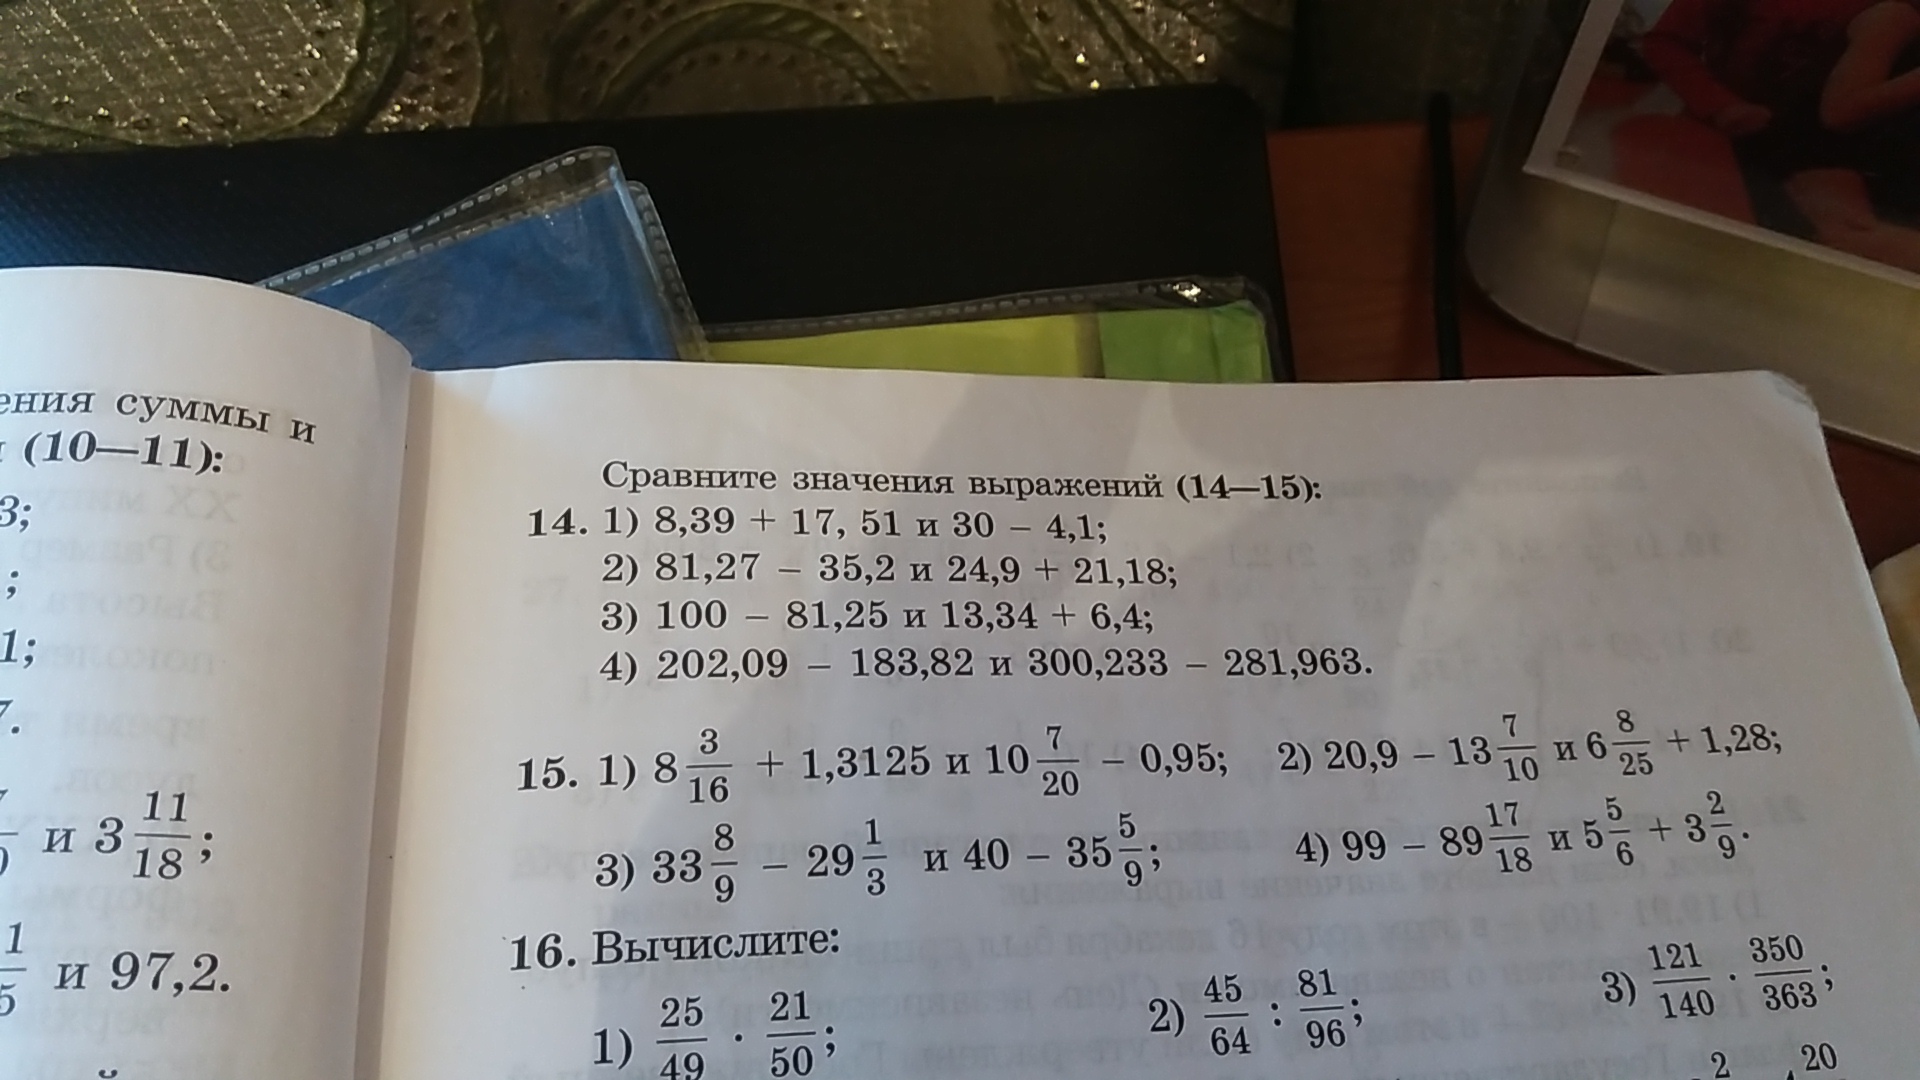 ения суммы и
(10—11):
3;
;
1;
7.
и 3 11/18;
1/5 и 97,2.
Сравните значения выражений (14—15):
14. 1) 8,39 + 17, 51 и 30 – 4,1;
2) 81,27 – 35,2 и 24,9 + 21,18;
3) 100 – 81,25 и 13,34 + 6,4;
4) 202,09 – 183,82 и 300,233 – 281,963.
15. 1) 8 3/16 + 1,3125 и 10 7/20 – 0,95; 2) 20,9 – 13 7/10 и 6 8/25 + 1,28;
3) 33 8/9 – 29 1/3 и 40 – 35 5/9; 4) 99 – 89 17/18 и 5 5/6 + 3 2/9.
16. Вычислите:
1) 25/49 · 21/50; 2) 45/64 : 81/96; 3) 121/140 · 350/363;
2 20